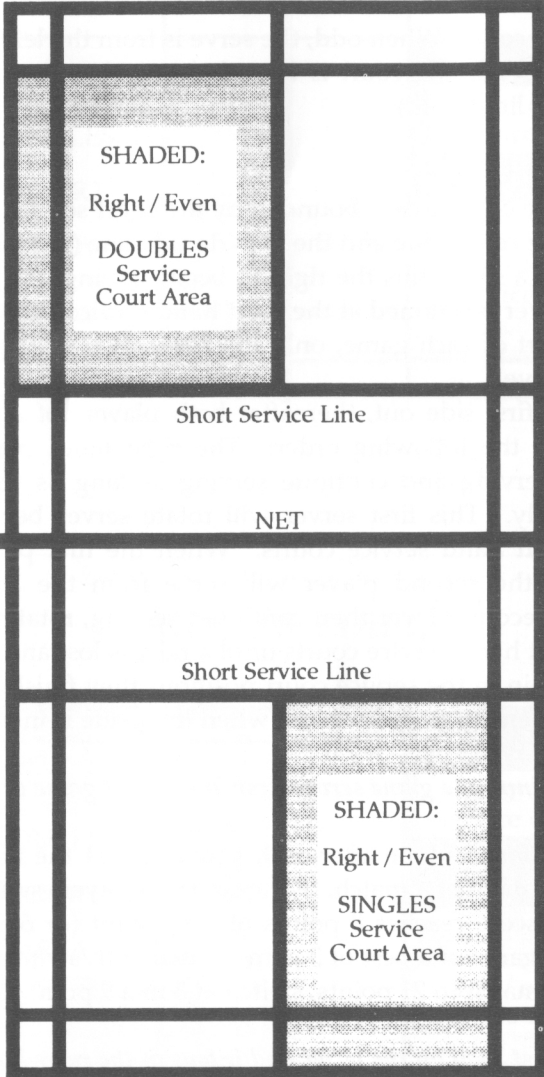 SHADED:
Right / Even
DOUBLES
Service
Court Area
Short Service Line
NET
Short Service Line
SHADED:
Right / Even
SINGLES
Service
Court Area